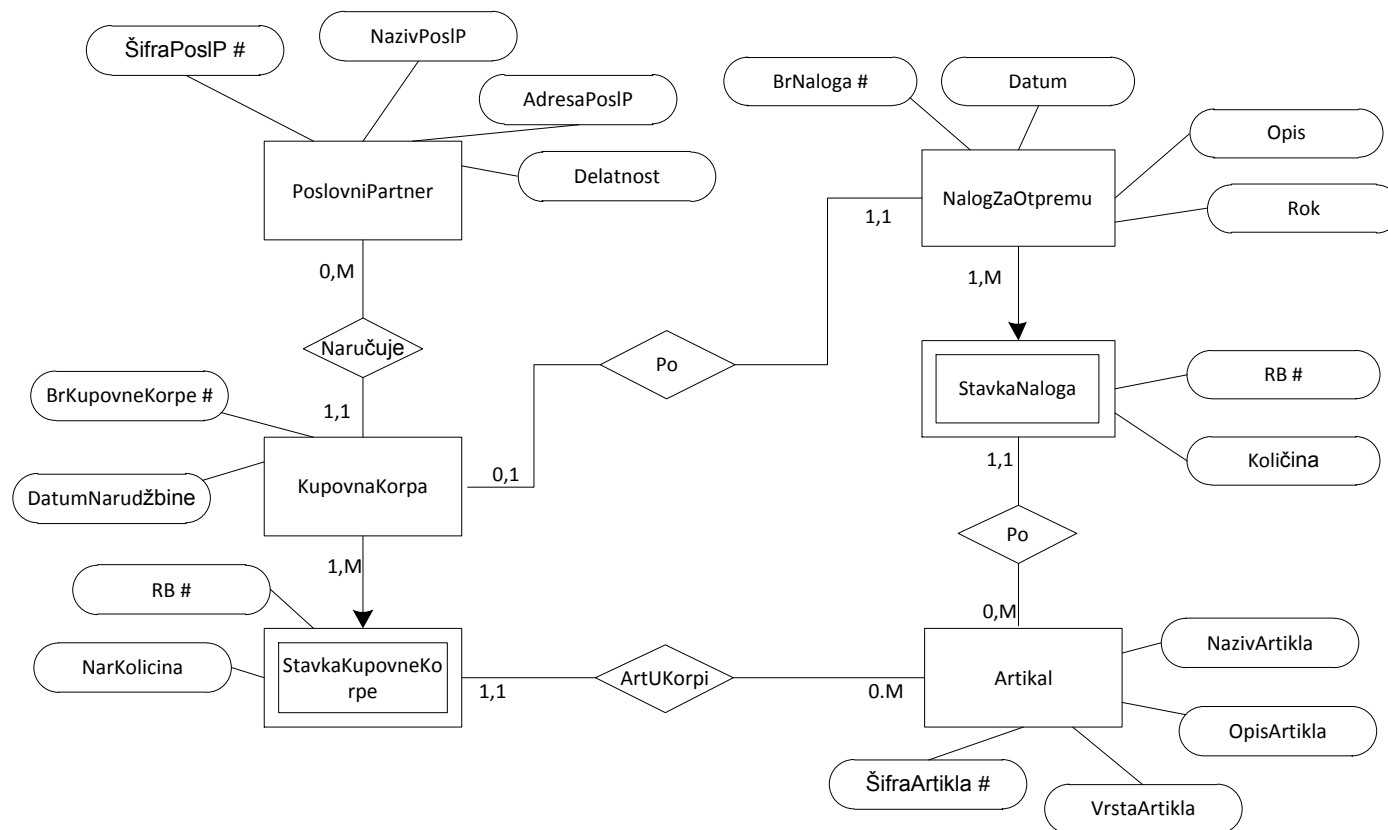 ŠifraPoslP #
NazivPoslP
AdresaPoslP
Delatnost
PoslovniPartner
0,M
Naručuje
1,1
BrKupovneKorpe #
DatumNarudžbine
KupovnaKorpa
0,1
Po
1,1
BrNaloga #
Datum
Opis
Rok
NalogZaOtpremu
1,M
StavkaNaloga
RB #
Količina
1,1
Po
0,M
1,M
RB #
NarKolicina
StavkaKupovneKo
rpe
1,1
ArtUKorpi
0.M
Artikal
NazivArtikla
OpisArtikla
ŠifraArtikla #
VrstaArtikla